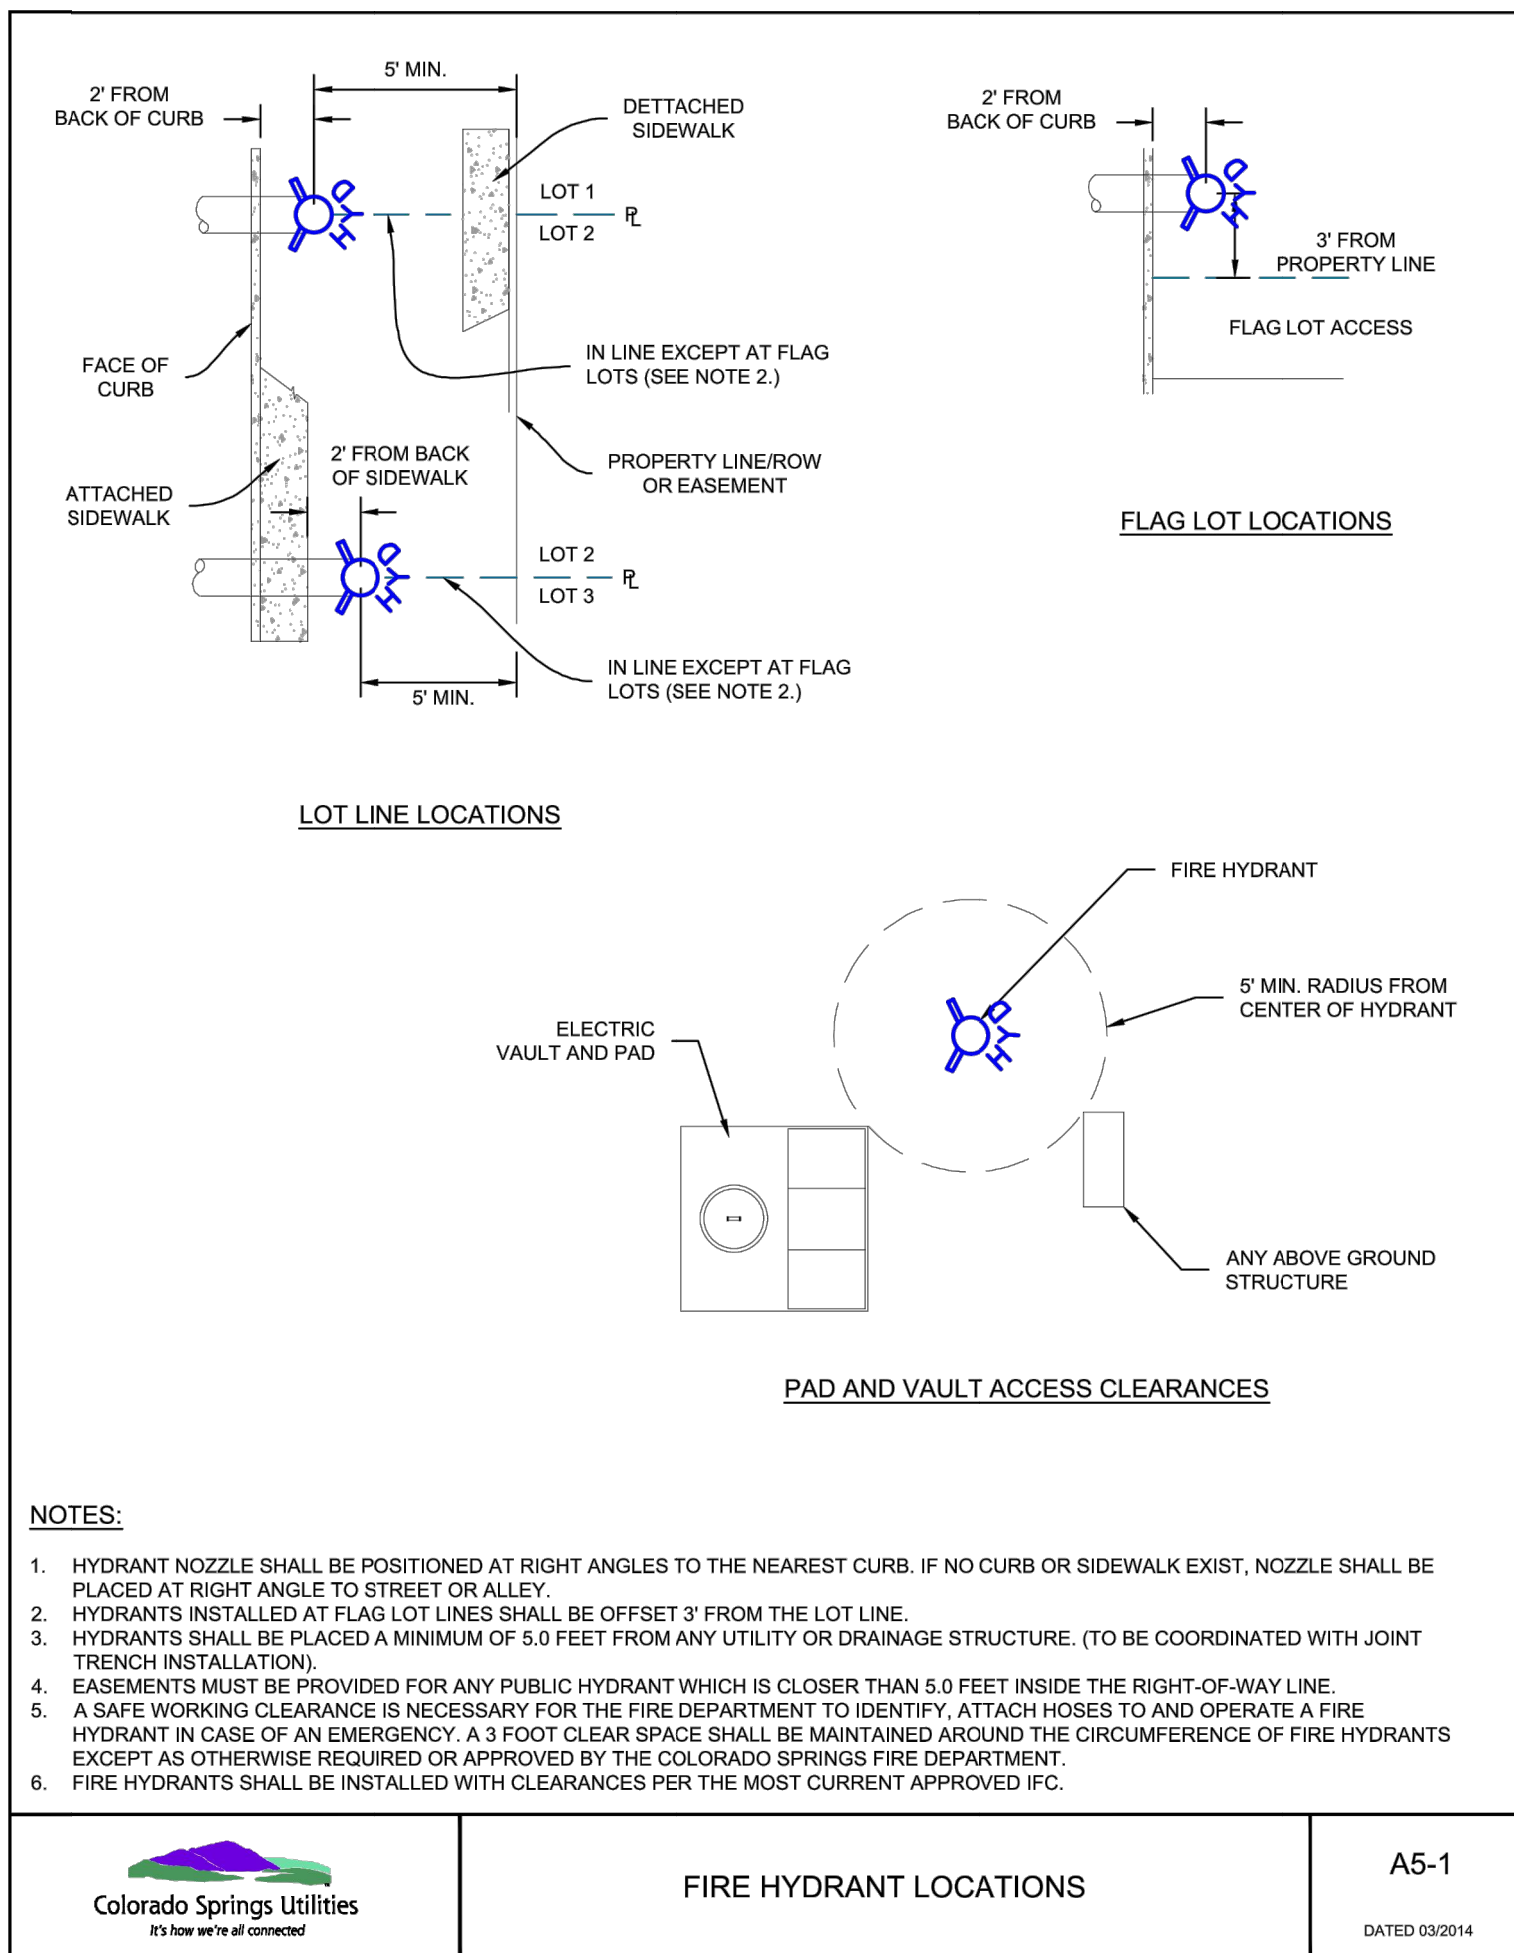 5' MIN.
2' FROM
BACK OF CURB
DETTACHED
SIDEWALK
HYD
LOT 1
LOT 2
PL
FACE OF
CURB
IN LINE EXCEPT AT FLAG
LOTS (SEE NOTE 2.)
2' FROM BACK
OF SIDEWALK
PROPERTY LINE/ROW
OR EASEMENT
ATTACHED
SIDEWALK
HYD
LOT 2
LOT 3
PL
IN LINE EXCEPT AT FLAG
LOTS (SEE NOTE 2.)
5' MIN.
LOT LINE LOCATIONS
2' FROM
BACK OF CURB
HYD
3' FROM
PROPERTY LINE
FLAG LOT ACCESS
FLAG LOT LOCATIONS
FIRE HYDRANT
HYD
5' MIN. RADIUS FROM
CENTER OF HYDRANT
ELECTRIC
VAULT AND PAD
ANY ABOVE GROUND
STRUCTURE
PAD AND VAULT ACCESS CLEARANCES
NOTES:
1. HYDRANT NOZZLE SHALL BE POSITIONED AT RIGHT ANGLES TO THE NEAREST CURB. IF NO CURB OR SIDEWALK EXIST, NOZZLE SHALL BE
PLACED AT RIGHT ANGLE TO STREET OR ALLEY.
2. HYDRANTS INSTALLED AT FLAG LOT LINES SHALL BE OFFSET 3' FROM THE LOT LINE.
3. HYDRANTS SHALL BE PLACED A MINIMUM OF 5.0 FEET FROM ANY UTILITY OR DRAINAGE STRUCTURE. (TO BE COORDINATED WITH JOINT
TRENCH INSTALLATION).
4. EASEMENTS MUST BE PROVIDED FOR ANY PUBLIC HYDRANT WHICH IS CLOSER THAN 5.0 FEET INSIDE THE RIGHT-OF-WAY LINE.
5. A SAFE WORKING CLEARANCE IS NECESSARY FOR THE FIRE DEPARTMENT TO IDENTIFY, ATTACH HOSES TO AND OPERATE A FIRE
HYDRANT IN CASE OF AN EMERGENCY. A 3 FOOT CLEAR SPACE SHALL BE MAINTAINED AROUND THE CIRCUMFERENCE OF FIRE HYDRANTS
EXCEPT AS OTHERWISE REQUIRED OR APPROVED BY THE COLORADO SPRINGS FIRE DEPARTMENT.
6. FIRE HYDRANTS SHALL BE INSTALLED WITH CLEARANCES PER THE MOST CURRENT APPROVED IFC.
Colorado Springs Utilities
It's how we're all connected
FIRE HYDRANT LOCATIONS
A5-1
DATED 03/2014